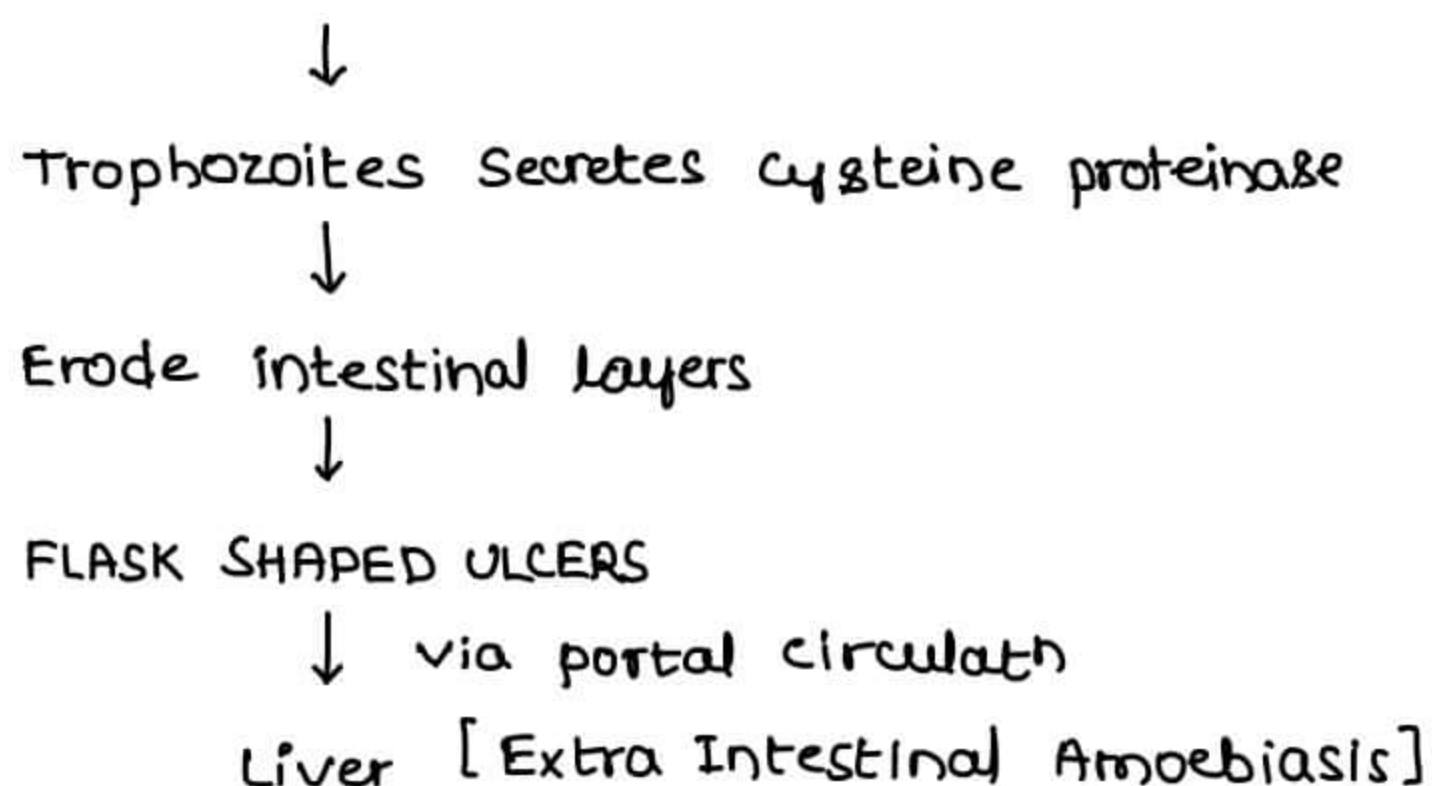 ↓
Trophozoites Secretes Cysteine proteinase
↓
Erode intestinal layers
↓
FLASK SHAPED ULCERS
↓ via portal circulatn
Liver [Extra Intestinal Amoebiasis]